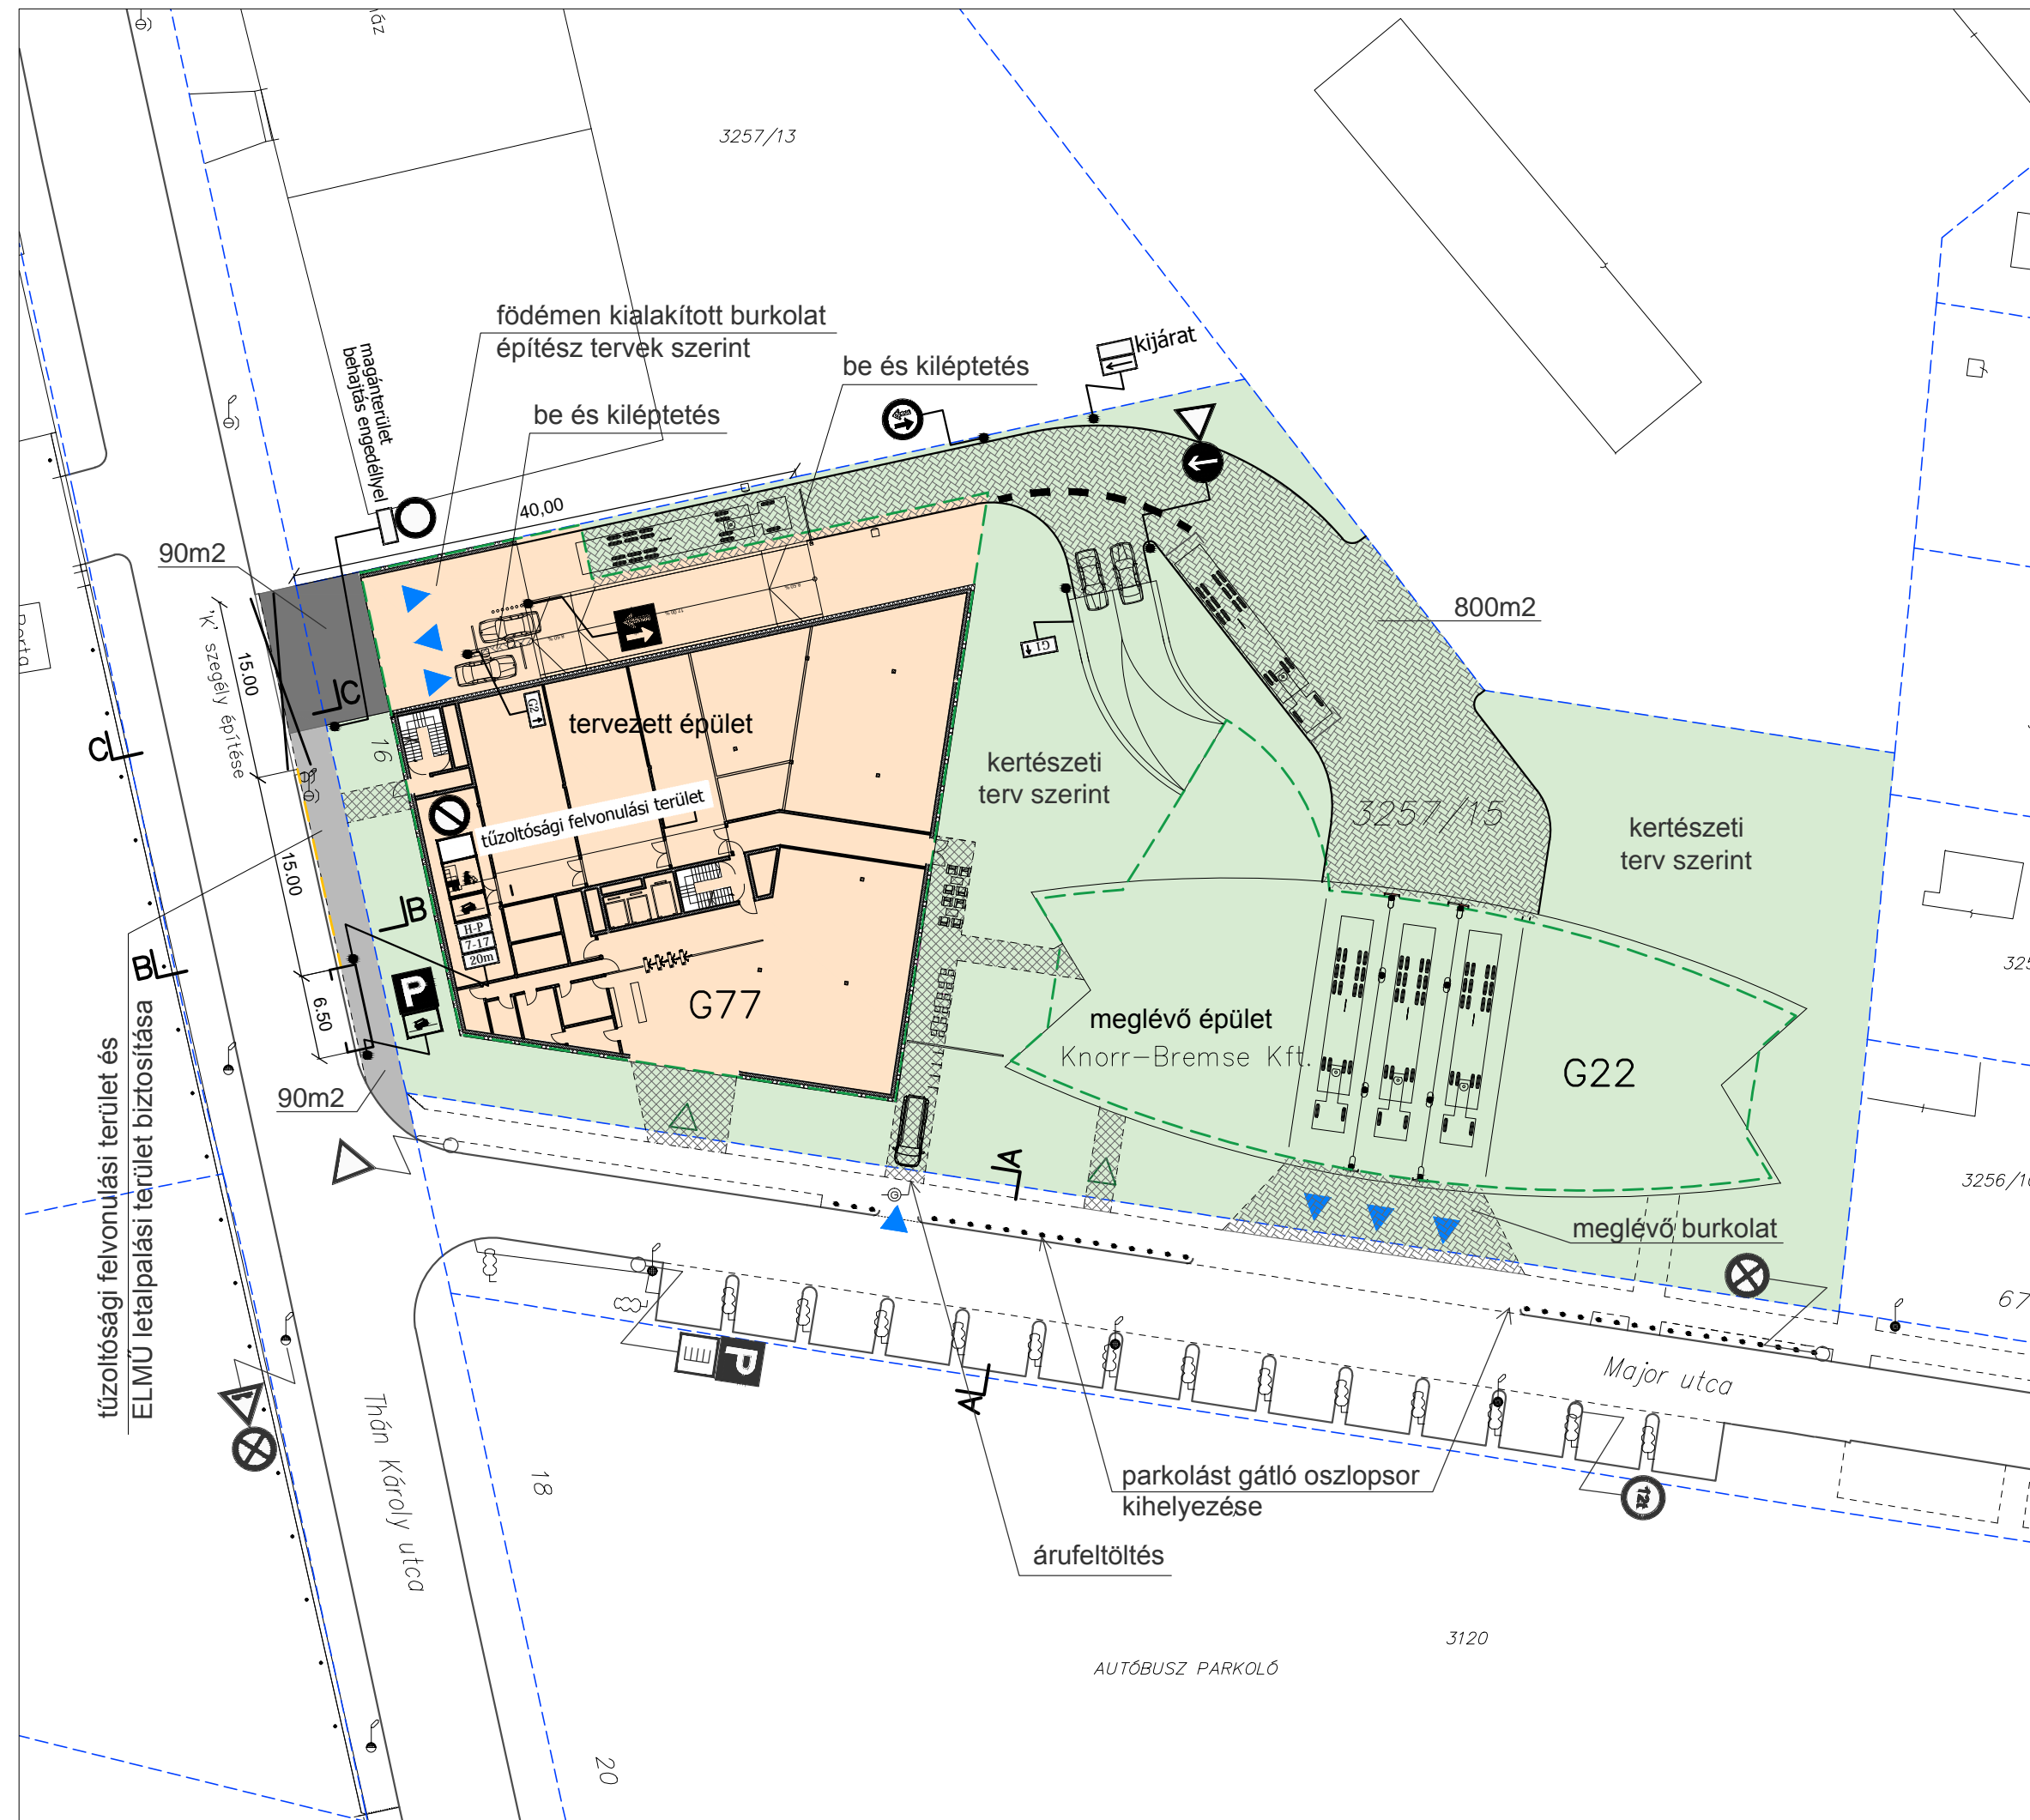 3257/13
födémen kialakított burkolat
építész tervek szerint
be és kiléptetés
kijárat
magánterület
behajtás engedéllyel
be és kiléptetés
40,00
90m2
800m2
G1
'K' szegély építése
15.00
C
C
16
G2
tervezett épület
kertészeti
terv szerint
tűzoltósági felvonulási terület
3257/15
kertészeti
terv szerint
15.00
B
B
H-P
7-17
20m
P
6.50
G77
meglévő épület
Knorr-Bremse Kft.
G22
90m2
tűzoltósági felvonulási terület és
ELMŰ letalpalási terület biztosítása
A
A
3256/10
meglévő burkolat
67
P
Major utca
Thán Károly utca
18
12t
parkolást gátló oszlopsor
kihelyezése
árufeltöltés
3120
AUTÓBUSZ PARKOLÓ
20